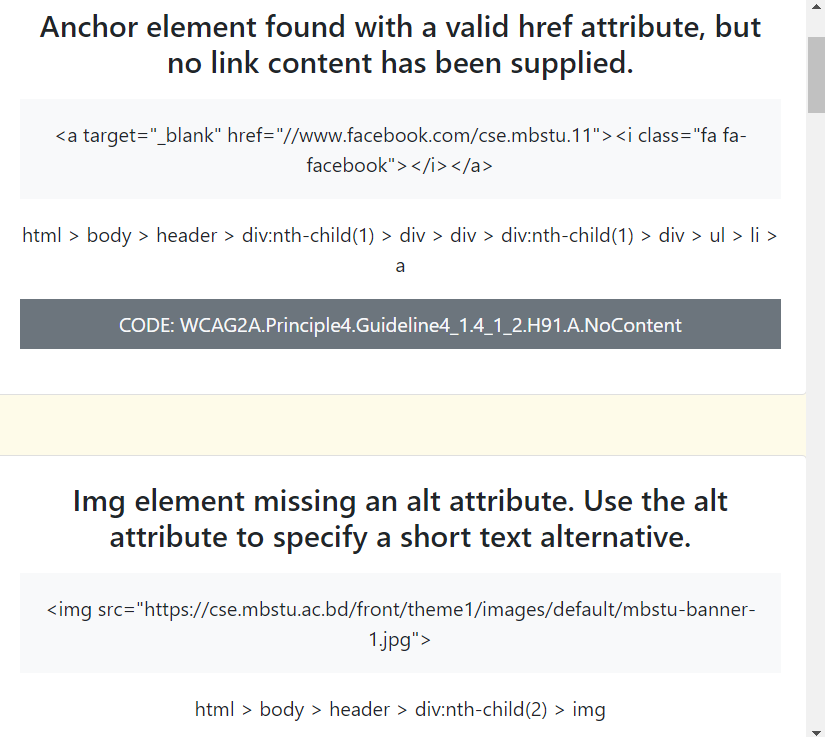 Anchor element found with a valid href attribute, but
no link content has been supplied.
<a target="_blank" href="//www.facebook.com/cse.mbstu.11"><i class="fa fa-
facebook"></i></a>
html > body > header > div:nth-child(1) > div > div > div:nth-child(1) > div > ul > li >
a
CODE: WCAG2A.Principle4.Guideline4_1.4_1_2.H91.A.NoContent
Img element missing an alt attribute. Use the alt
attribute to specify a short text alternative.
<img src="https://cse.mbstu.ac.bd/front/theme1/images/default/mbstu-banner-
1.jpg">
html > body > header > div:nth-child(2) > img